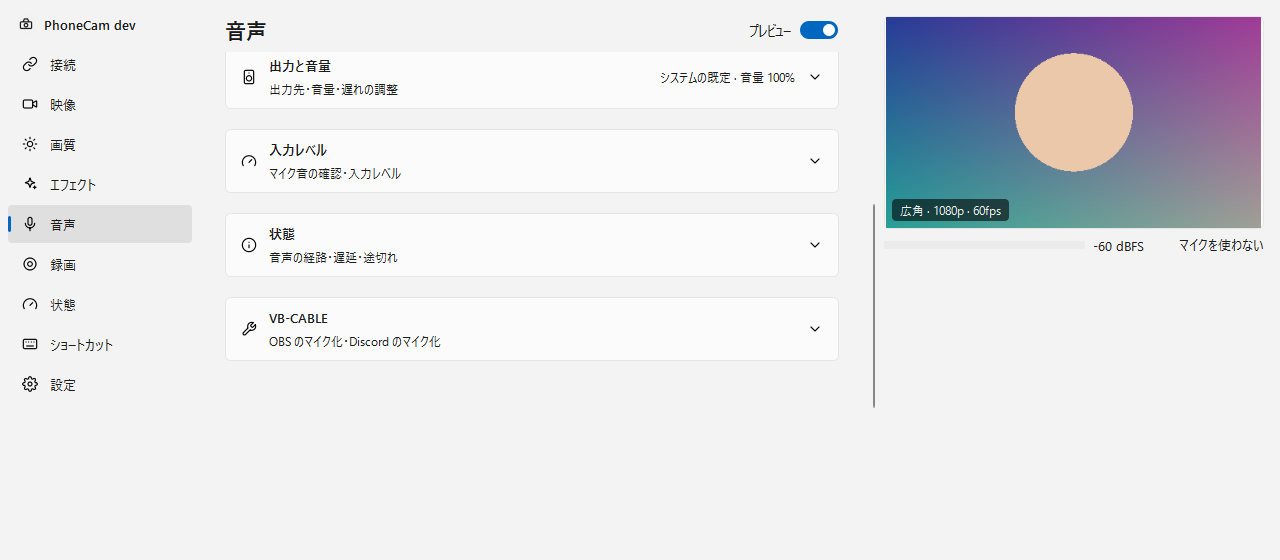 PhoneCam dev
接続
映像
画質
エフェクト
音声
録画
状態
ショートカット
設定
音声
プレビュー
出力と音量
出力先・音量・遅れの調整
システムの既定 · 音量 100%
入力レベル
マイク音の確認・入力レベル
状態
音声の経路・遅延・途切れ
VB-CABLE
OBS のマイク化・Discord のマイク化
広角 · 1080p · 60fps
-60 dBFS
マイクを使わない